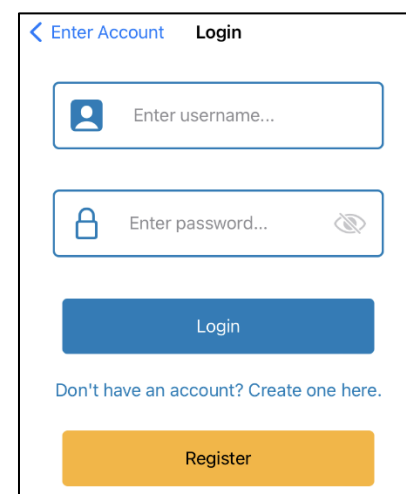 Enter Account Login
Enter username...
Enter password...
Login
Don't have an account? Create one here.
Register